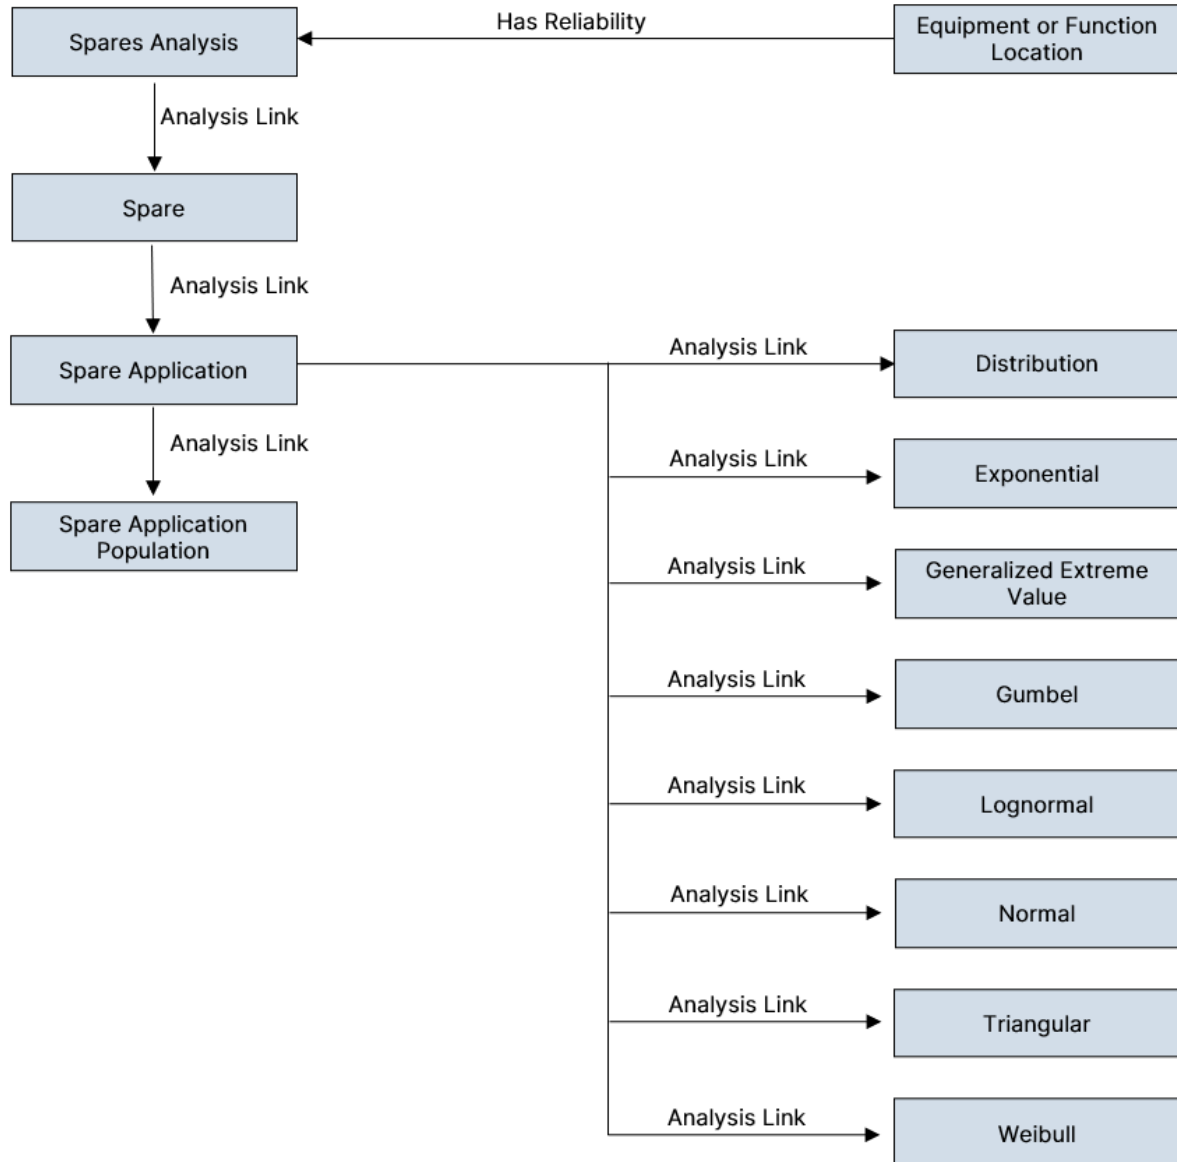 Has Reliability
Spares Analysis
Equipment or Function
Location
Analysis Link
Spare
Analysis Link
Spare Application
Analysis Link
Distribution
Analysis Link
Spare Application
Population
Analysis Link
Exponential
Analysis Link
Generalized Extreme
Value
Analysis Link
Gumbel
Analysis Link
Lognormal
Analysis Link
Normal
Analysis Link
Triangular
Analysis Link
Weibull